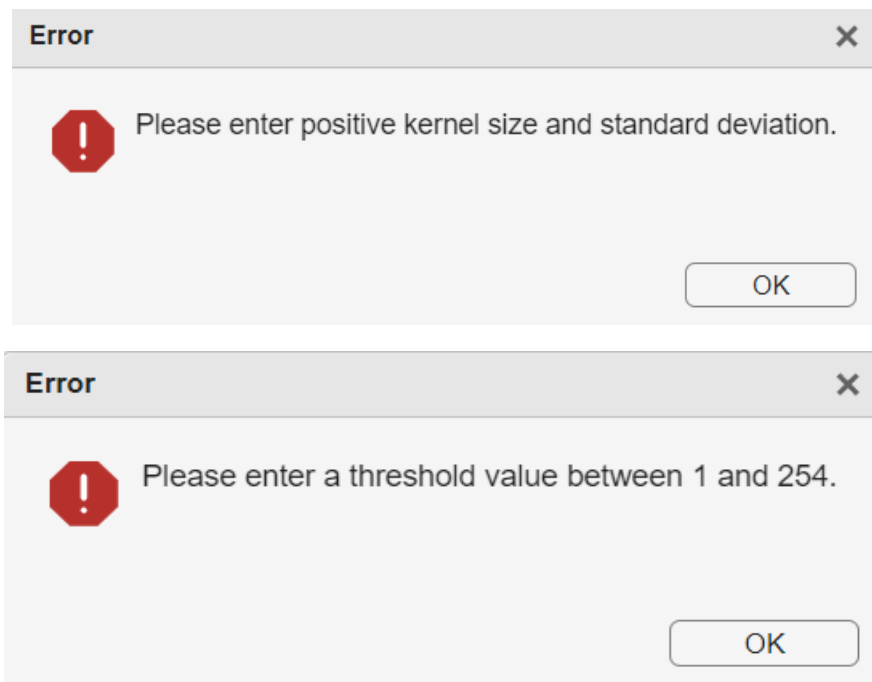 Error
Please enter positive kernel size and standard deviation.
OK
Error
Please enter a threshold value between 1 and 254.
OK